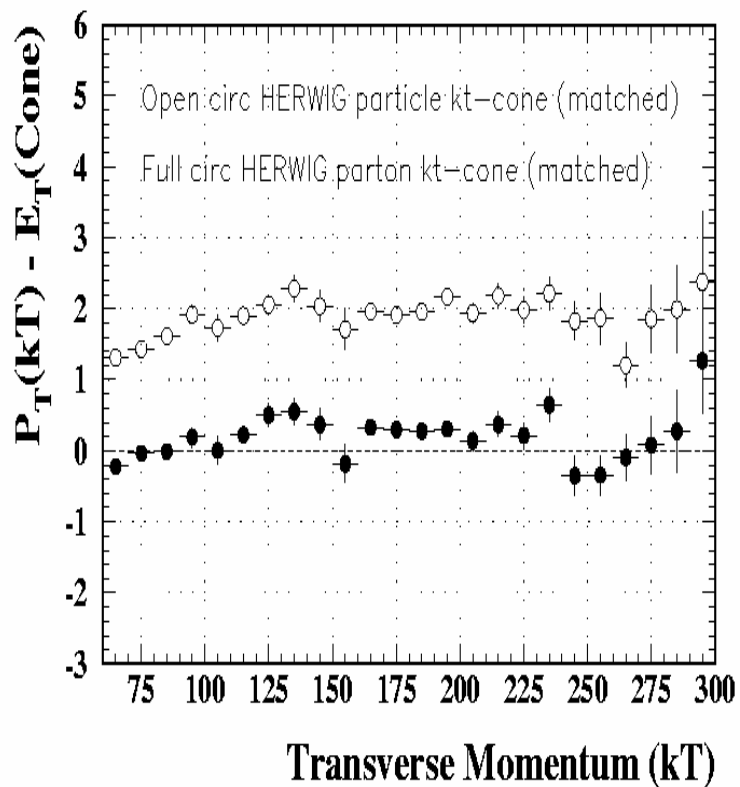 P_T(kT) - E_T(Cone)
6
5
4
3
2
1
0
-1
-2
-3
Open circ HERWIG particle kt-cone (matched)
Full circ HERWIG parton kt-cone (matched)
75 100 125 150 175 200 225 250 275 300
Transverse Momentum (kT)